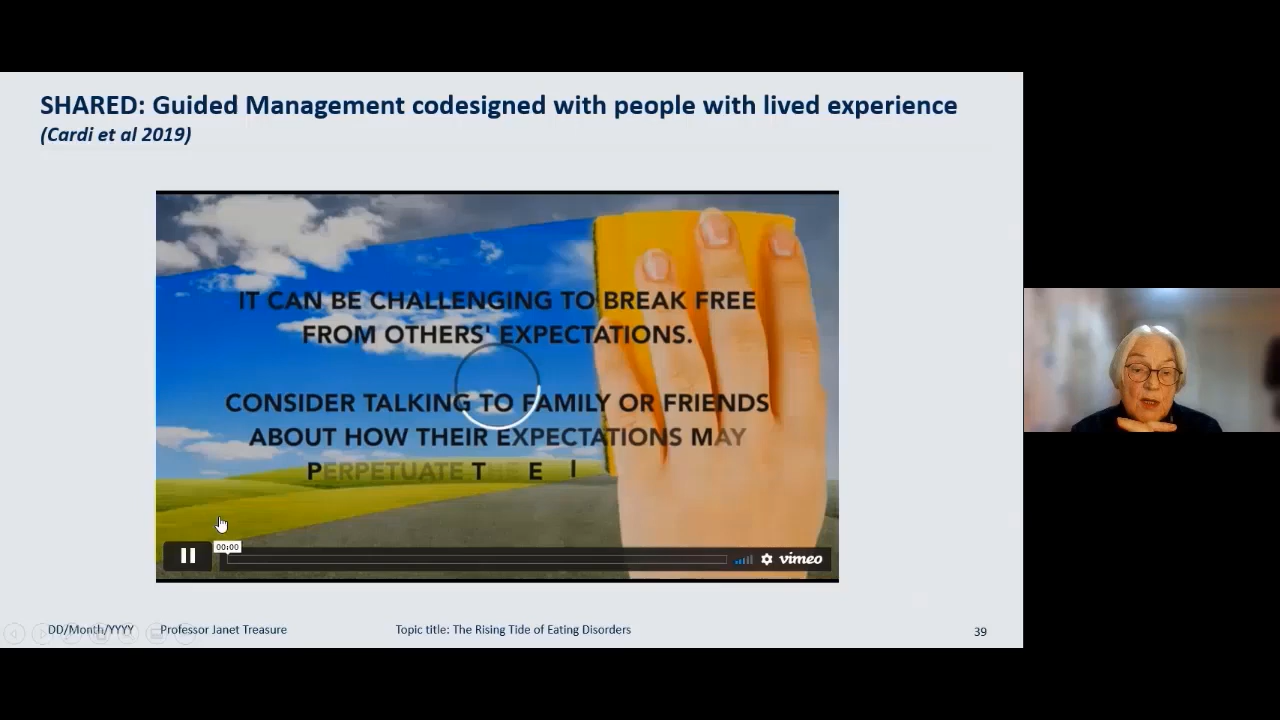 SHARED: Guided Management codesigned with people with lived experience
(Cardi et al 2019)
IT CAN BE CHALLENGING TO BREAK FREE
FROM OTHERS' EXPECTATIONS.
CONSIDER TALKING TO FAMILY OR FRIENDS
ABOUT HOW THEIR EXPECTATIONS MAY
PERPETUATE
00:00
vimeo
DD/Month/YYYY Professor Janet Treasure Topic title: The Rising Tide of Eating Disorders 39